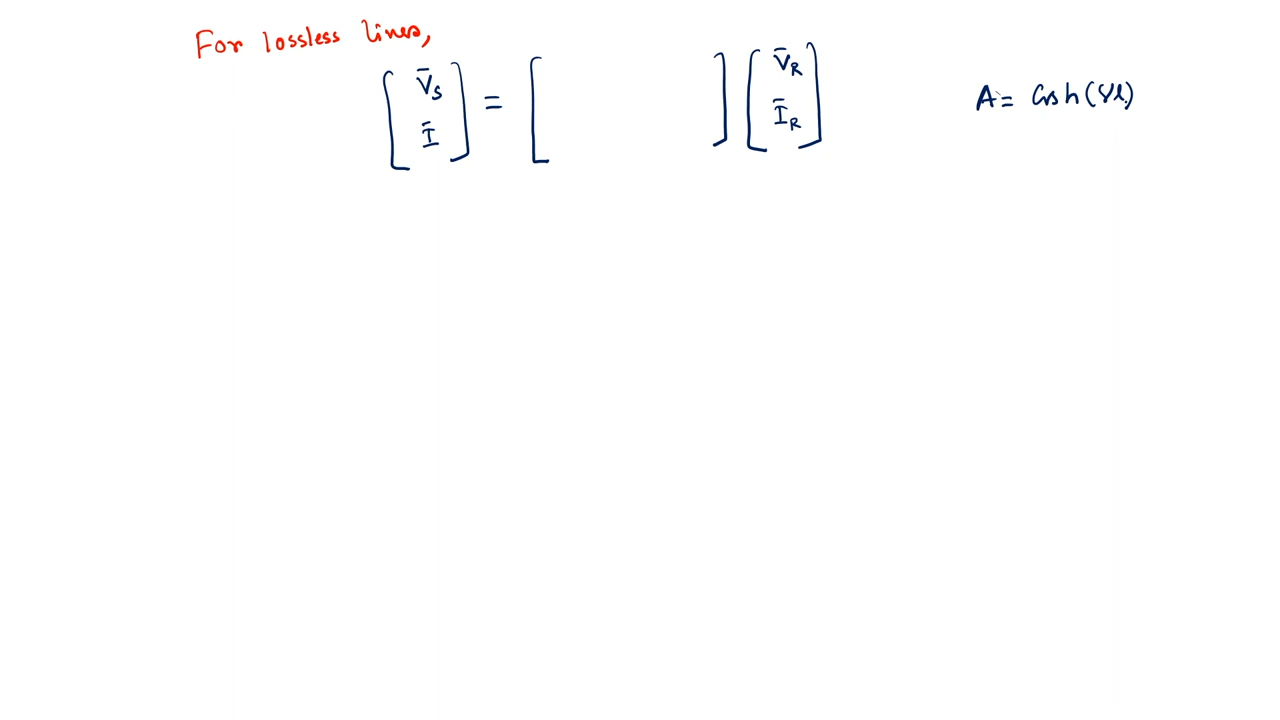 For lossless lines,
[ V̄s ] = [ ] [ V̄R ]
[ Ī ] [ ĪR ]
A = Cosh(γl)